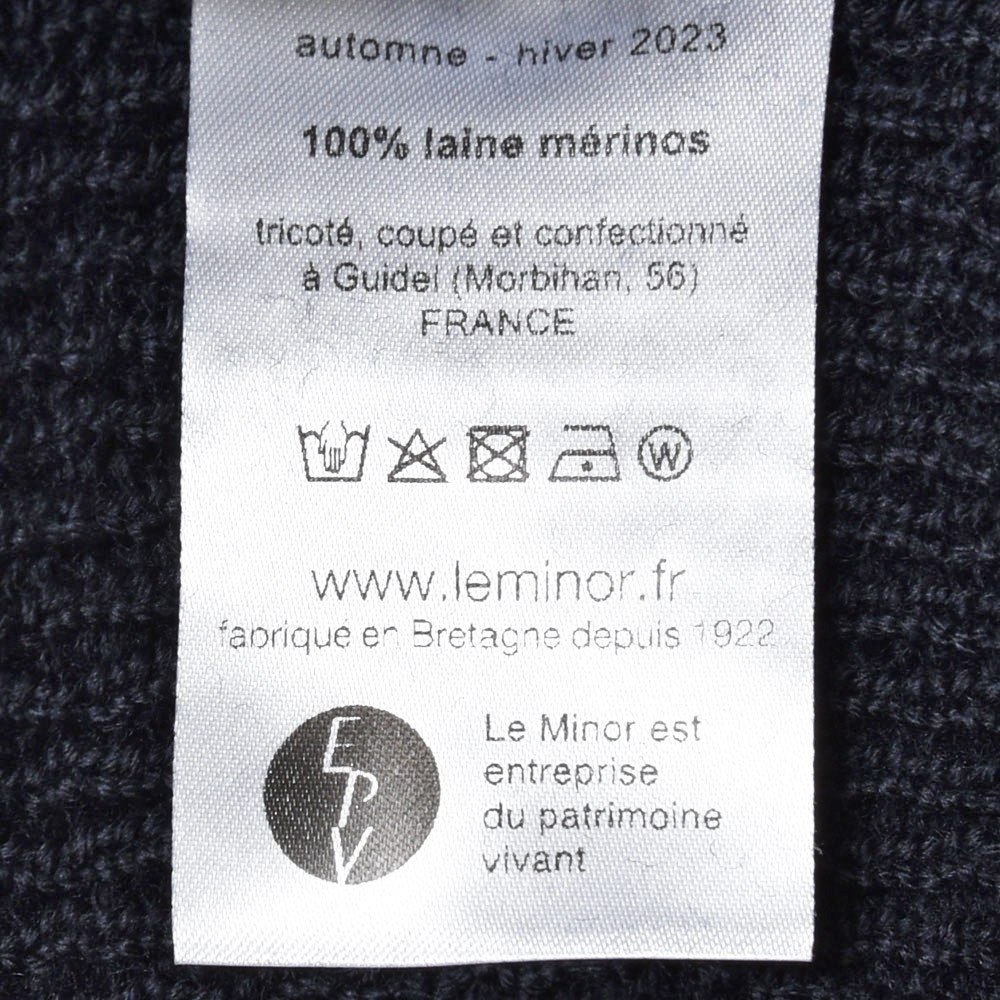 automne - hiver 2023
100% laine mérinos
tricoté, coupé et confectionné
à Guidel (Morbihan, 56)
FRANCE
W
www.leminor.fr
fabrique en Bretagne depuis 1922
EPV
Le Minor est
entreprise
du patrimoine
vivant